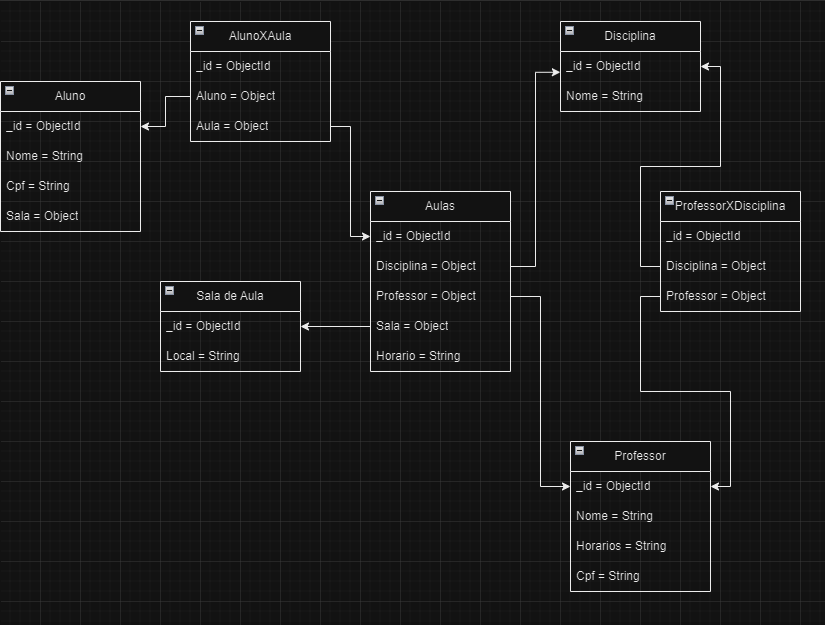 AlunoXAula
_id = ObjectId
Aluno = Object
Aula = Object
Disciplina
_id = ObjectId
Nome = String
Aluno
_id = ObjectId
Nome = String
Cpf = String
Sala = Object
Aulas
_id = ObjectId
Disciplina = Object
Professor = Object
Sala = Object
Horario = String
ProfessorXDisciplina
_id = ObjectId
Disciplina = Object
Professor = Object
Sala de Aula
_id = ObjectId
Local = String
Professor
_id = ObjectId
Nome = String
Horarios = String
Cpf = String